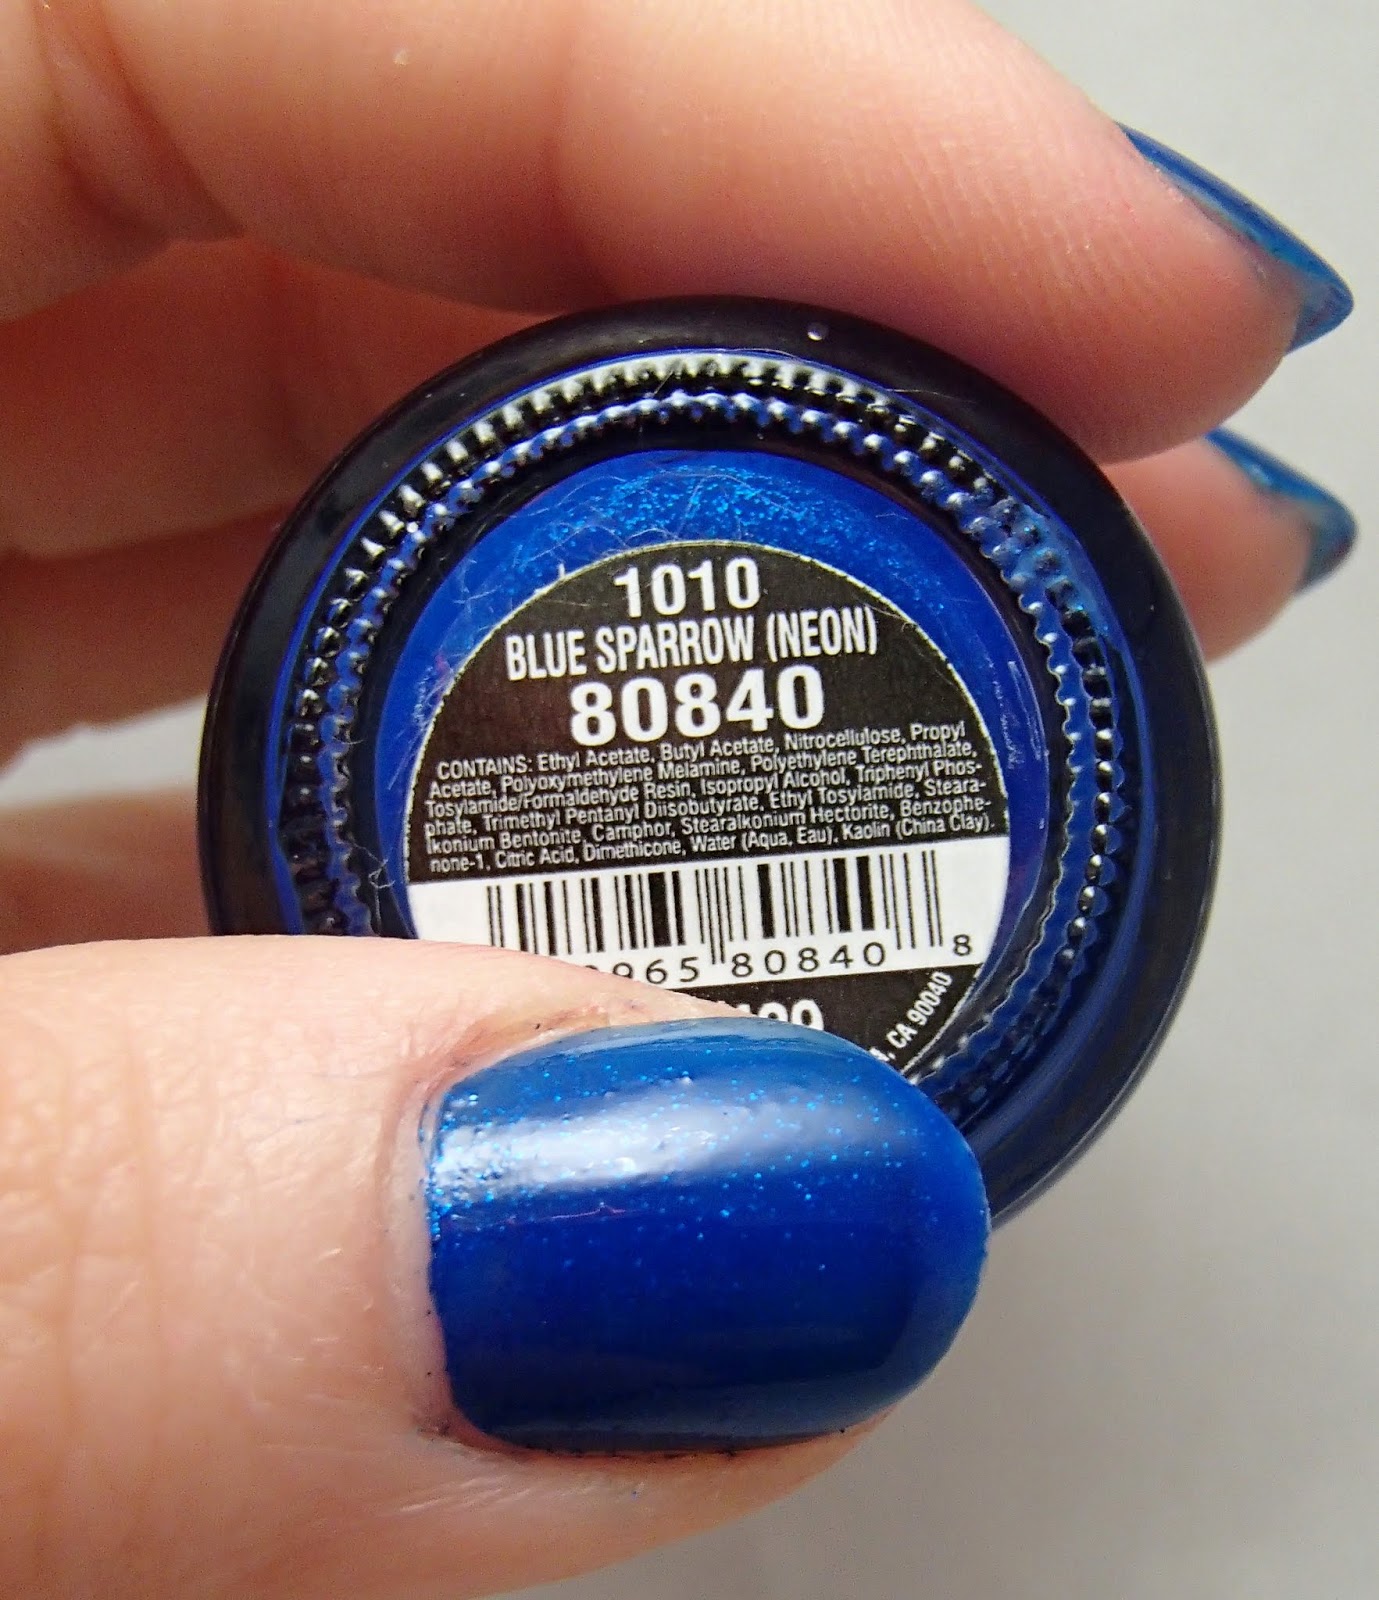 1010
BLUE SPARROW (NEON)
80840
CONTAINS: Ethyl Acetate, Butyl Acetate, Nitrocellulose, Propyl
Acetate, Polyoxymethylene Melamine, Polyethylene Terephthalate,
Tosylamide/Formaldehyde Resin, Isopropyl Alcohol, Triphenyl Phos-
phate, Trimethyl Pentanyl Diisobutyrate, Ethyl Tosylamide, Steara-
lkonium Bentonite, Camphor, Stearalkonium Hectorite, Benzophe-
none-1, Citric Acid, Dimethicone, Water (Aqua, Eau), Kaolin (China Clay).
965 80840 8
CA 90040